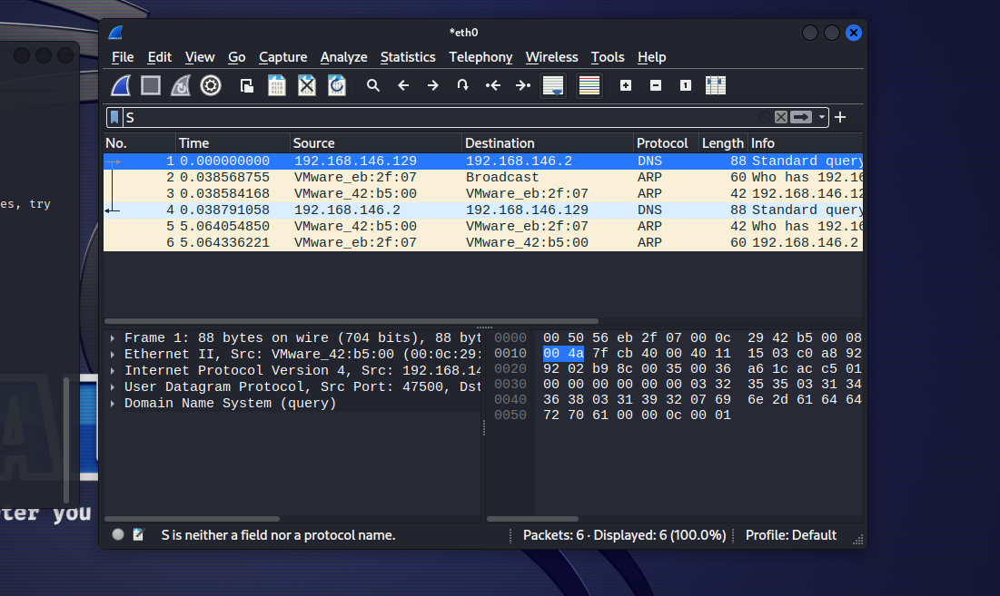 *eth0
File Edit View Go Capture Analyze Statistics Telephony Wireless Tools Help
S
No. Time Source Destination Protocol Length Info
1 0.000000000 192.168.146.129 192.168.146.2 DNS 88 Standard query
2 0.038568755 VMware_eb:2f:07 Broadcast ARP 60 Who has 192.16
3 0.038584168 VMware_42:b5:00 VMware_eb:2f:07 ARP 42 192.168.146.12
4 0.038791058 192.168.146.2 192.168.146.129 DNS 88 Standard query
5 5.064054850 VMware_42:b5:00 VMware_eb:2f:07 ARP 42 Who has 192.16
6 5.064336221 VMware_eb:2f:07 VMware_42:b5:00 ARP 60 192.168.146.2
es, try
Frame 1: 88 bytes on wire (704 bits), 88 byt
Ethernet II, Src: VMware_42:b5:00 (00:0c:29:
Internet Protocol Version 4, Src: 192.168.14
User Datagram Protocol, Src Port: 47500, Dst
Domain Name System (query)
0000 00 50 56 eb 2f 07 00 0c 29 42 b5 00 08
0010 00 4a 7f cb 40 00 40 11 15 03 c0 a8 92
0020 92 02 b9 8c 00 35 00 36 a6 1c ac c5 01
0030 00 00 00 00 00 00 03 32 35 35 03 31 34
0040 36 38 03 31 39 32 07 69 6e 2d 61 64 64
0050 72 70 61 00 00 0c 00 01
ter you
S is neither a field nor a protocol name.
Packets: 6 · Displayed: 6 (100.0%)
Profile: Default